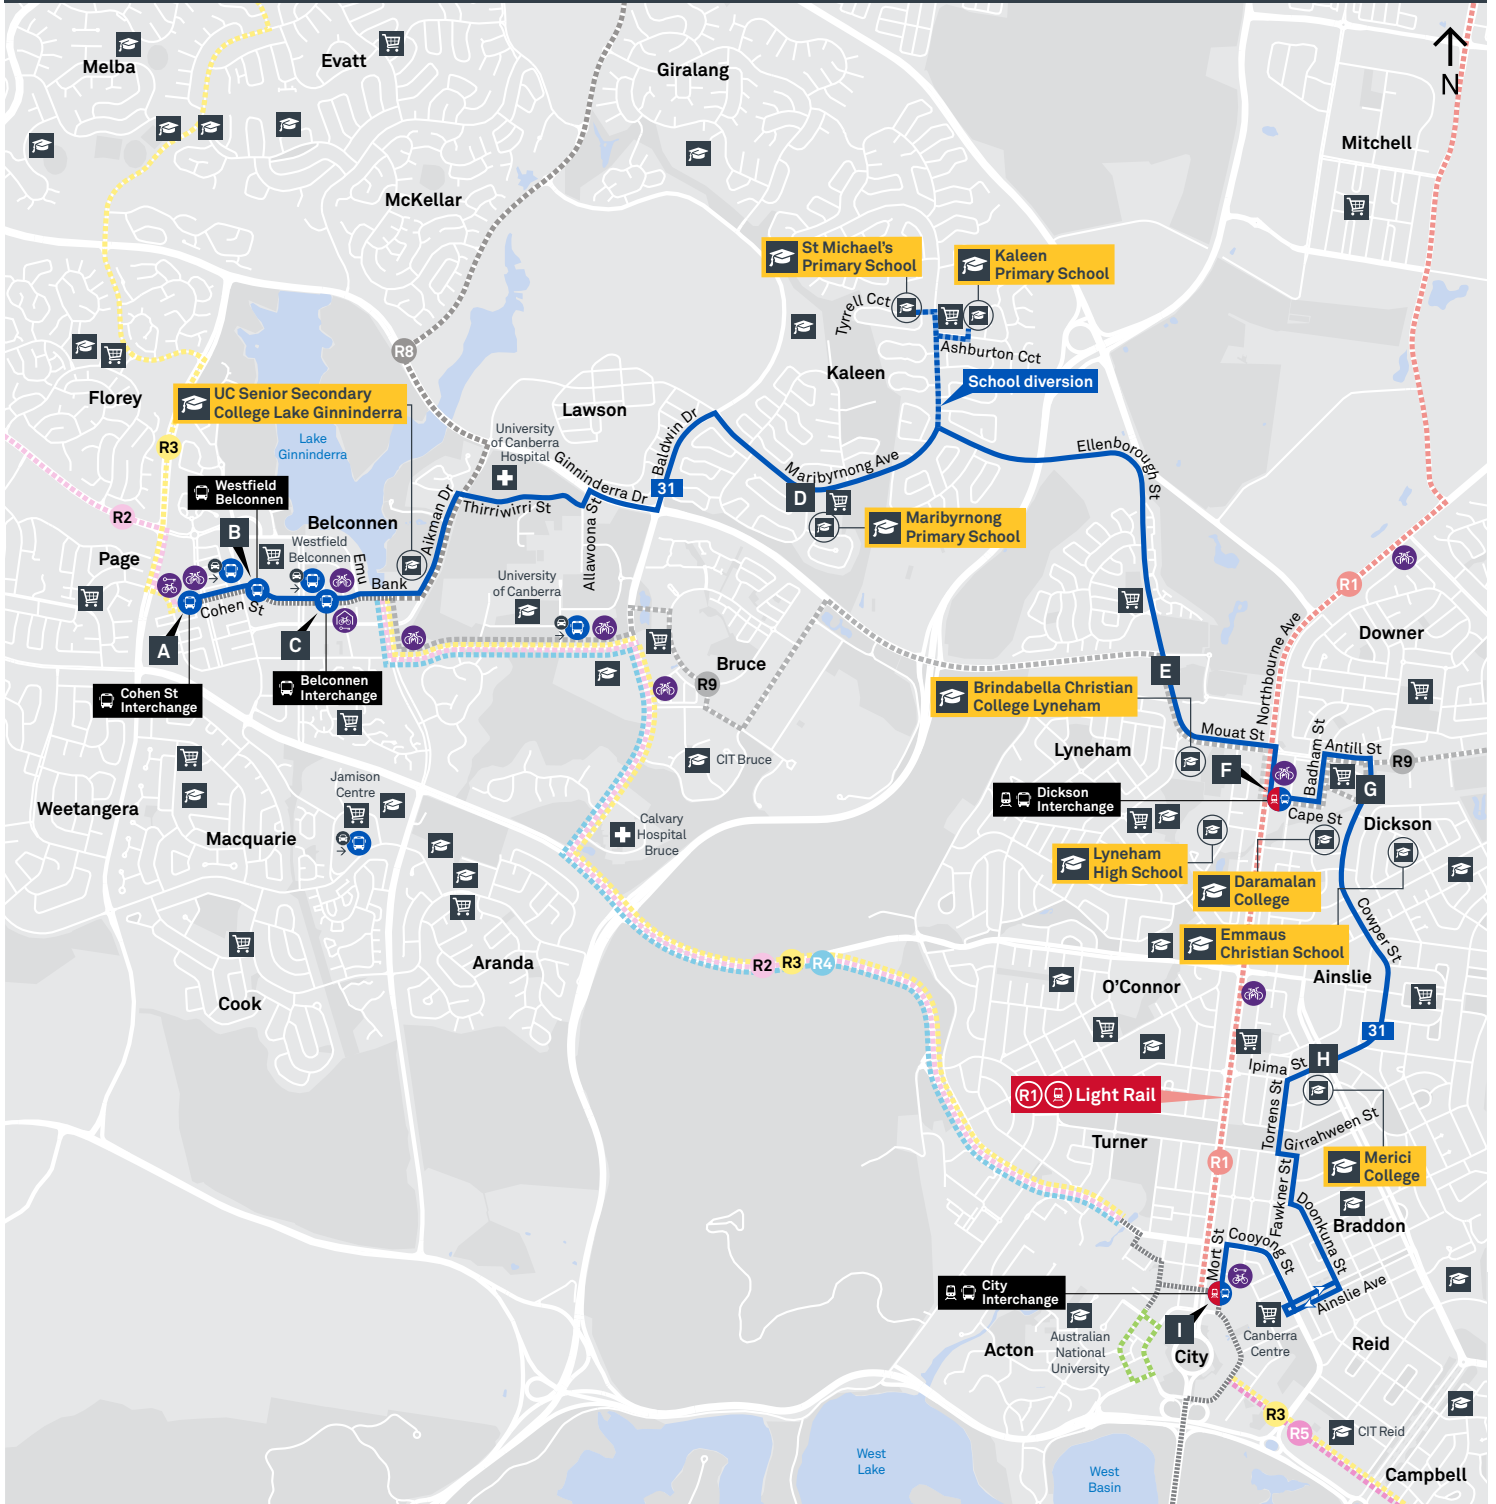 Melba
Evatt
Giralang
N
Mitchell
McKellar
St Michael's
Primary School
Kaleen
Primary School
Tyrrell Cct
Ashburton Cct
R8
Kaleen
School diversion
Florey
UC Senior Secondary
College Lake Ginninderra
Lawson
Lake
Ginninderra
University
of Canberra
Hospital
Baldwin Dr
R3
Ginninderra Dr
Maribyrnong Ave
Ellenborough St
Westfield
Belconnen
31
D
R2
Belconnen
Aikman Dr
Thirriwirri St
Allawoona St
Maribyrnong
Primary School
B
Page
Westfield
Belconnen
Emu
Bank
University
of Canberra
R1
Cohen St
Northbourne Ave
Downer
A
C
Bruce
E
Cohen St
Interchange
Belconnen
Interchange
R9
Brindabella Christian
College Lyneham
Mouat St
Lyneham
Badham St
Antill St
R9
CIT Bruce
F
G
Jamison
Centre
Dickson
Interchange
Cape St
Weetangera
Macquarie
Calvary
Hospital
Bruce
Dickson
Lyneham
High School
Daramalan
College
Cowper St
Emmaus
Christian School
Aranda
R2
R3
R4
Ainslie
O'Connor
Cook
31
H
Ipima St
R1
Light Rail
Torrens St
Girrahween St
Turner
R1
Merici
College
Fawkner St
Doonkuna St
Braddon
Mort St
Cooyong St
City
Interchange
Ainslie Ave
I
Acton
Australian
National
University
City
Canberra
Centre
Reid
R3
R5
CIT Reid
West
Lake
West
Basin
Campbell